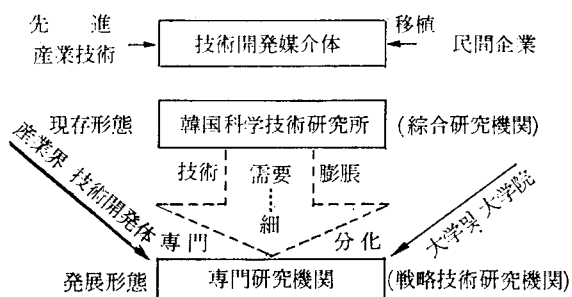 先進 移植
産業技術 技術開発媒介体 民間企業
現存形態 韓国科学技術研究所 (綜合研究機関)
技術 需要 膨脹
産業界 技術開発体
細
大学및 大学院
専門 分化
発展形態 専門研究機関 (戦略技術研究機関)